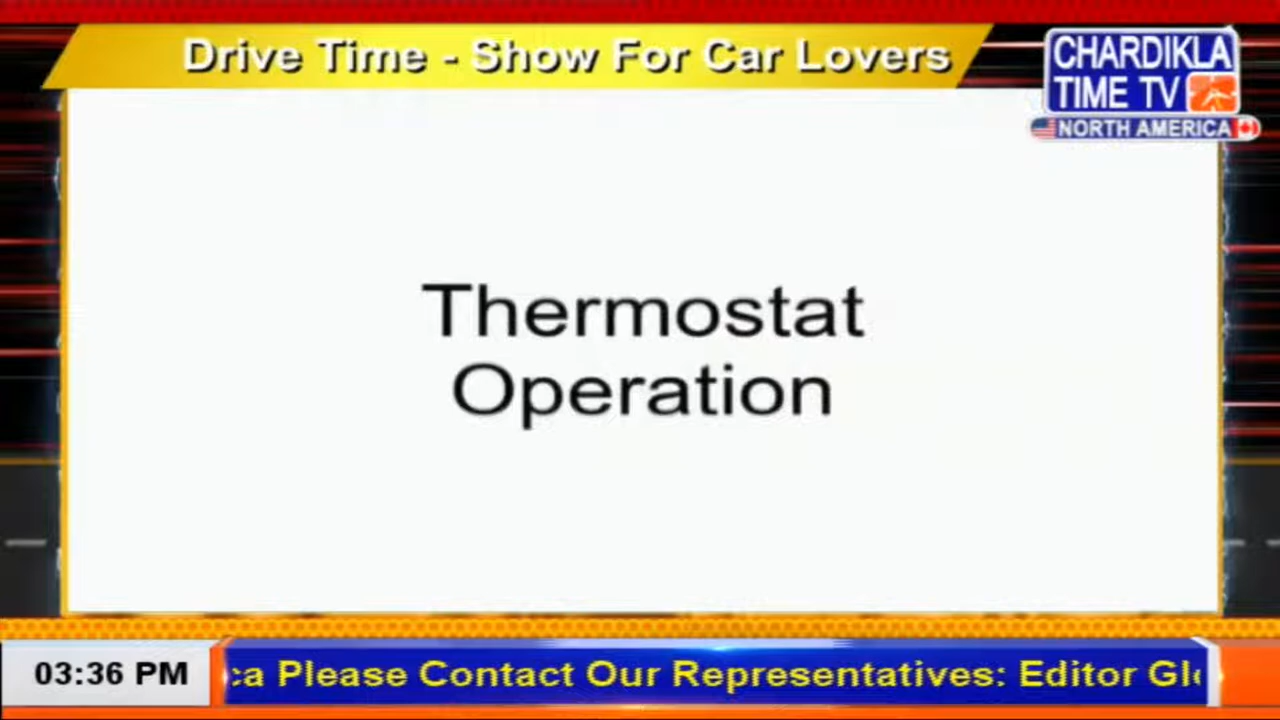 Drive Time - Show For Car Lovers
CHARDIKLA
TIME TV
NORTH AMERICA
Thermostat
Operation
03:36 PM
Please Contact Our Representatives: Editor